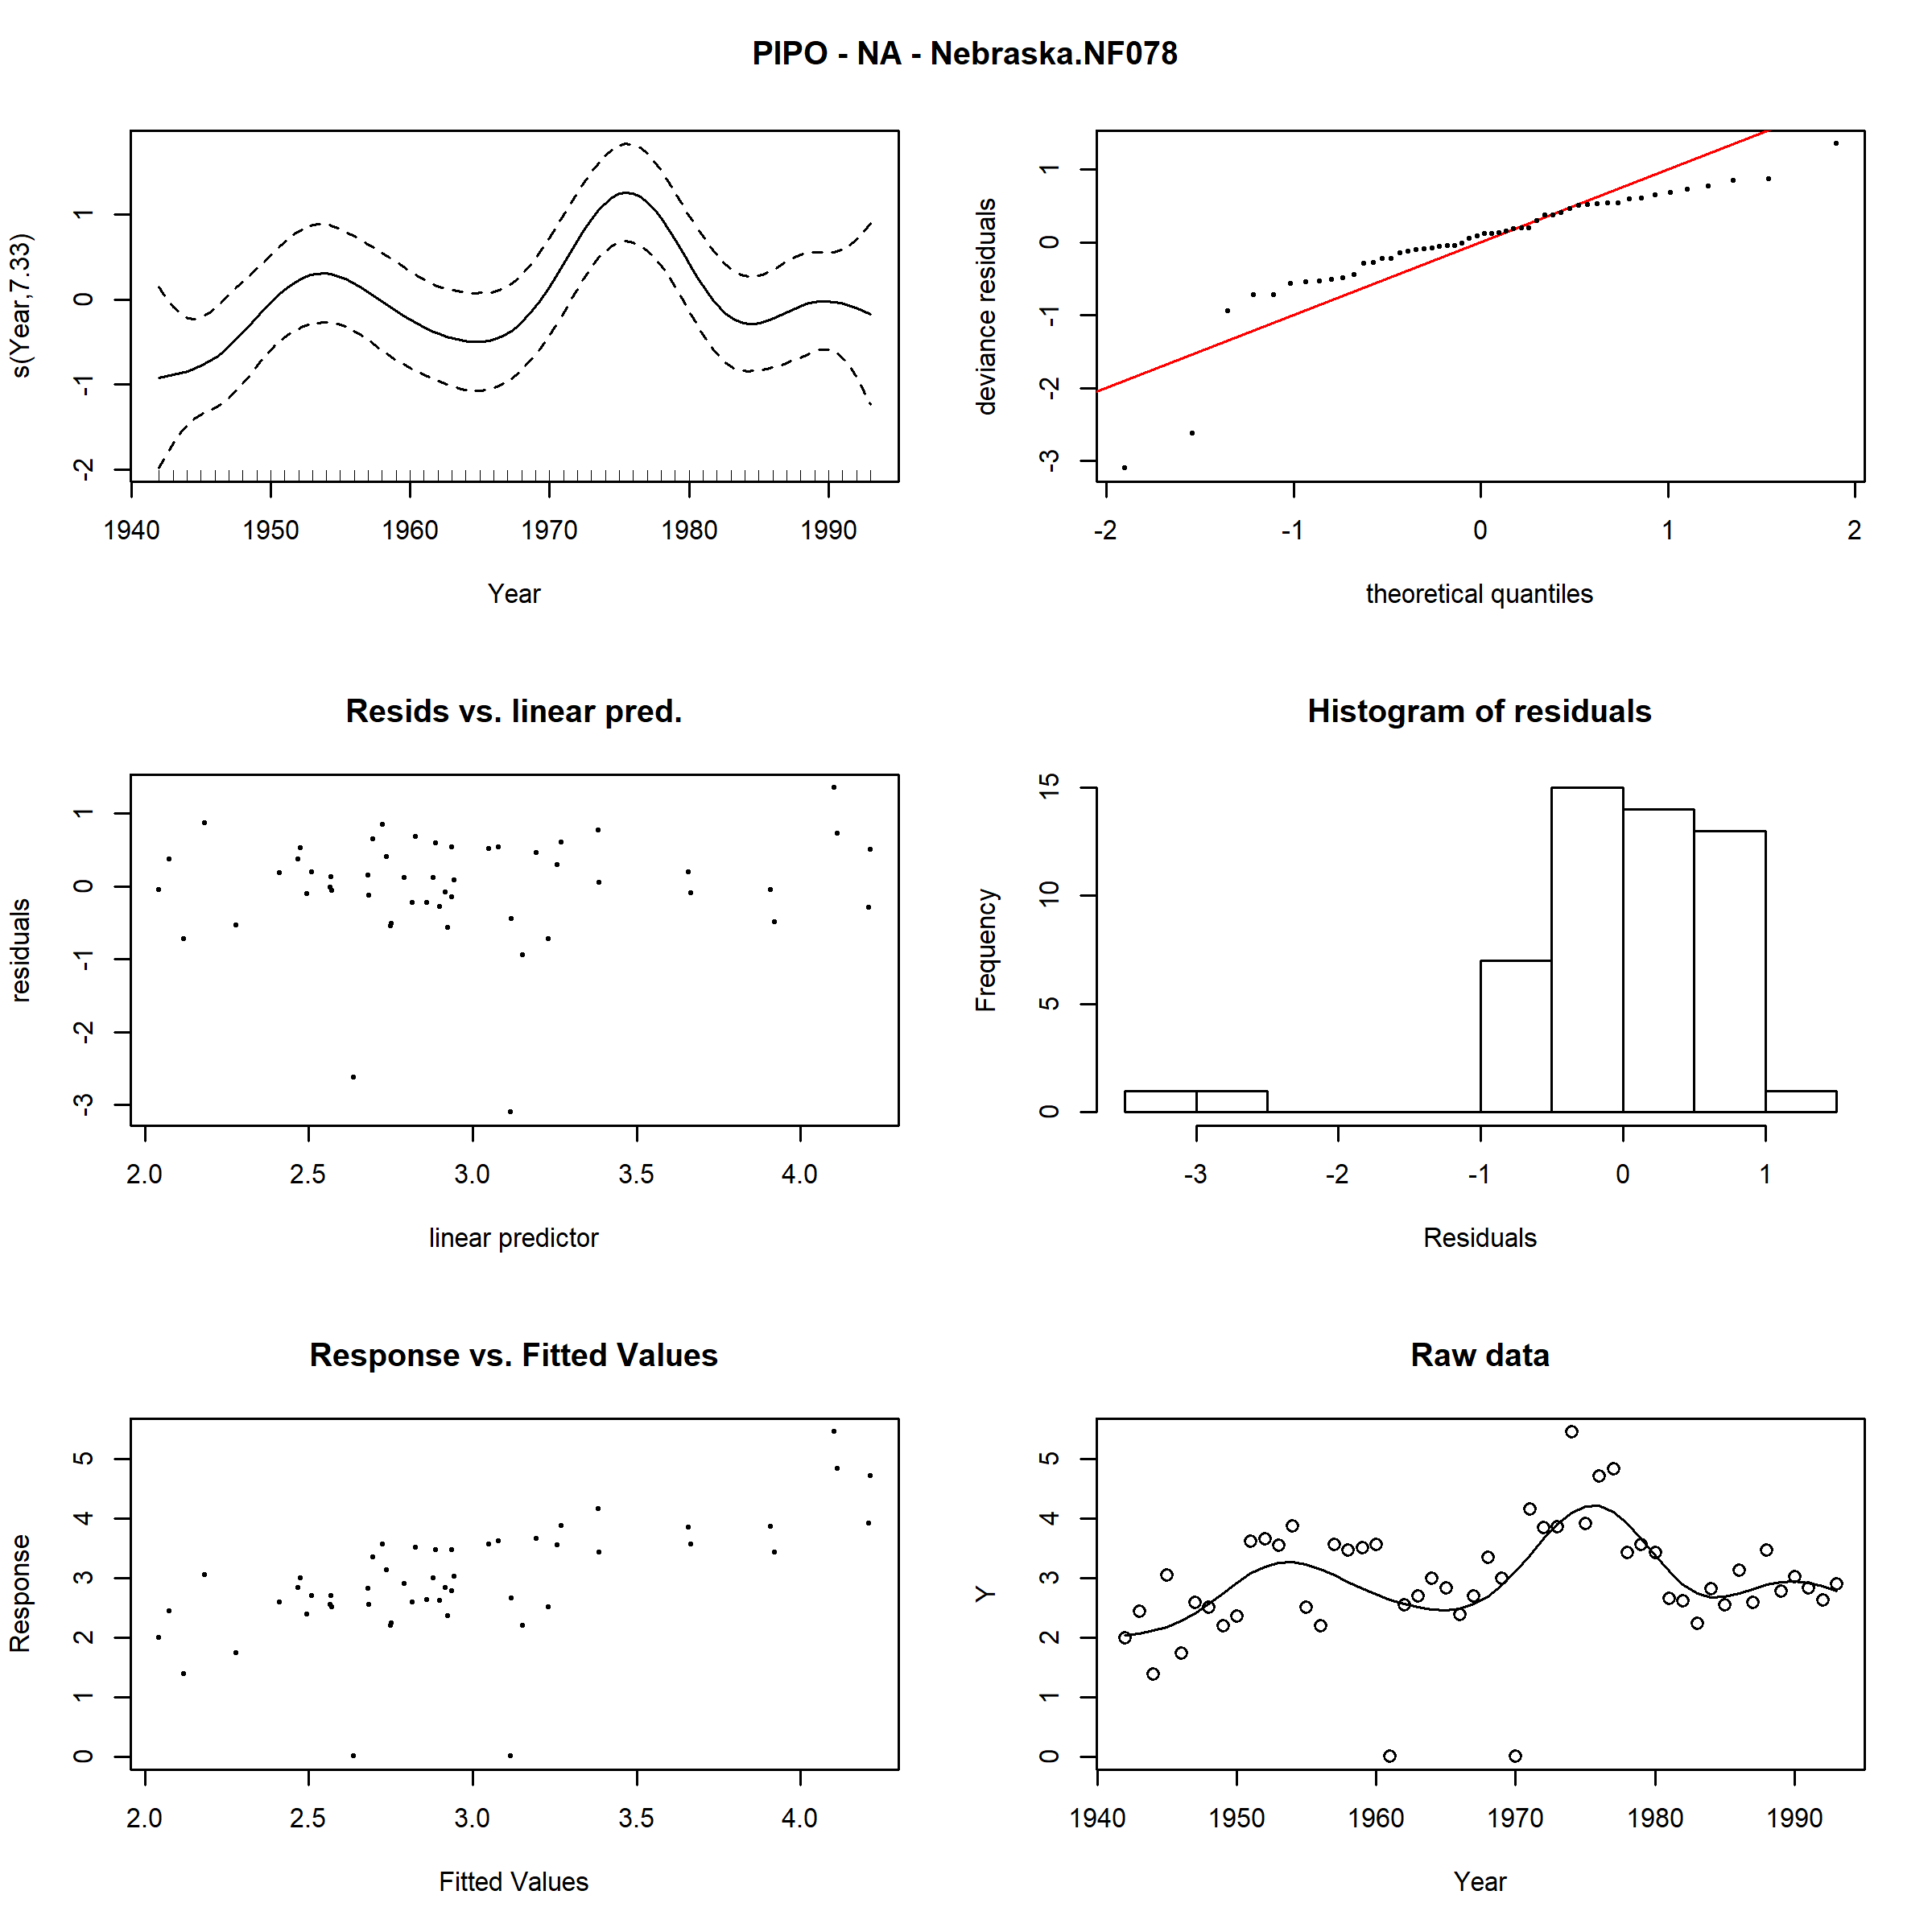 PIPO - NA - Nebraska.NF078
s(Year,7.33)
-2 -1 0 1
1940 1950 1960 1970 1980 1990
Year
deviance residuals
-3 -2 -1 0 1
-2 -1 0 1 2
theoretical quantiles
Resids vs. linear pred.
residuals
-3 -2 -1 0 1
2.0 2.5 3.0 3.5 4.0
linear predictor
Histogram of residuals
Frequency
0 5 10 15
-3 -2 -1 0 1
Residuals
Response vs. Fitted Values
Response
0 1 2 3 4 5
2.0 2.5 3.0 3.5 4.0
Fitted Values
Raw data
Y
0 1 2 3 4 5
1940 1950 1960 1970 1980 1990
Year